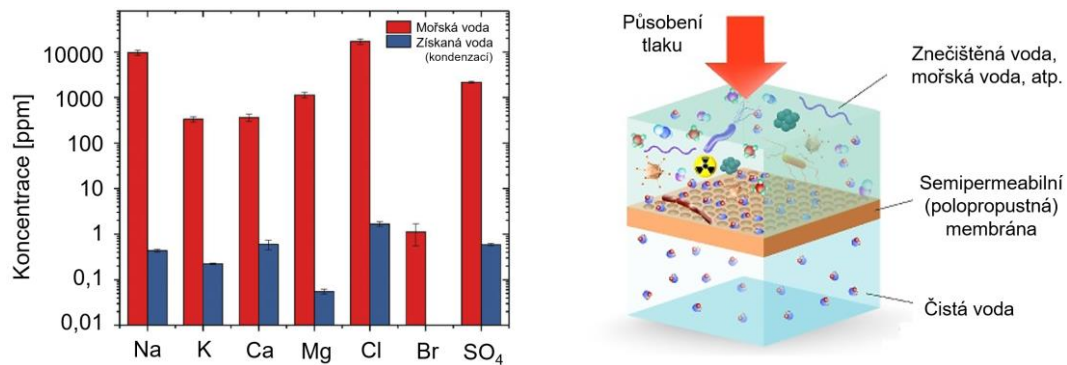 Koncentrace [ppm]
10000
1000
100
10
1
0,1
0,01
Mořská voda
Získaná voda
(kondenzací)
Na K Ca Mg Cl Br SO4
Působení
tlaku
Znečištěná voda,
mořská voda, atp.
Semipermeabilní
(polopropustná)
membrána
Čistá voda